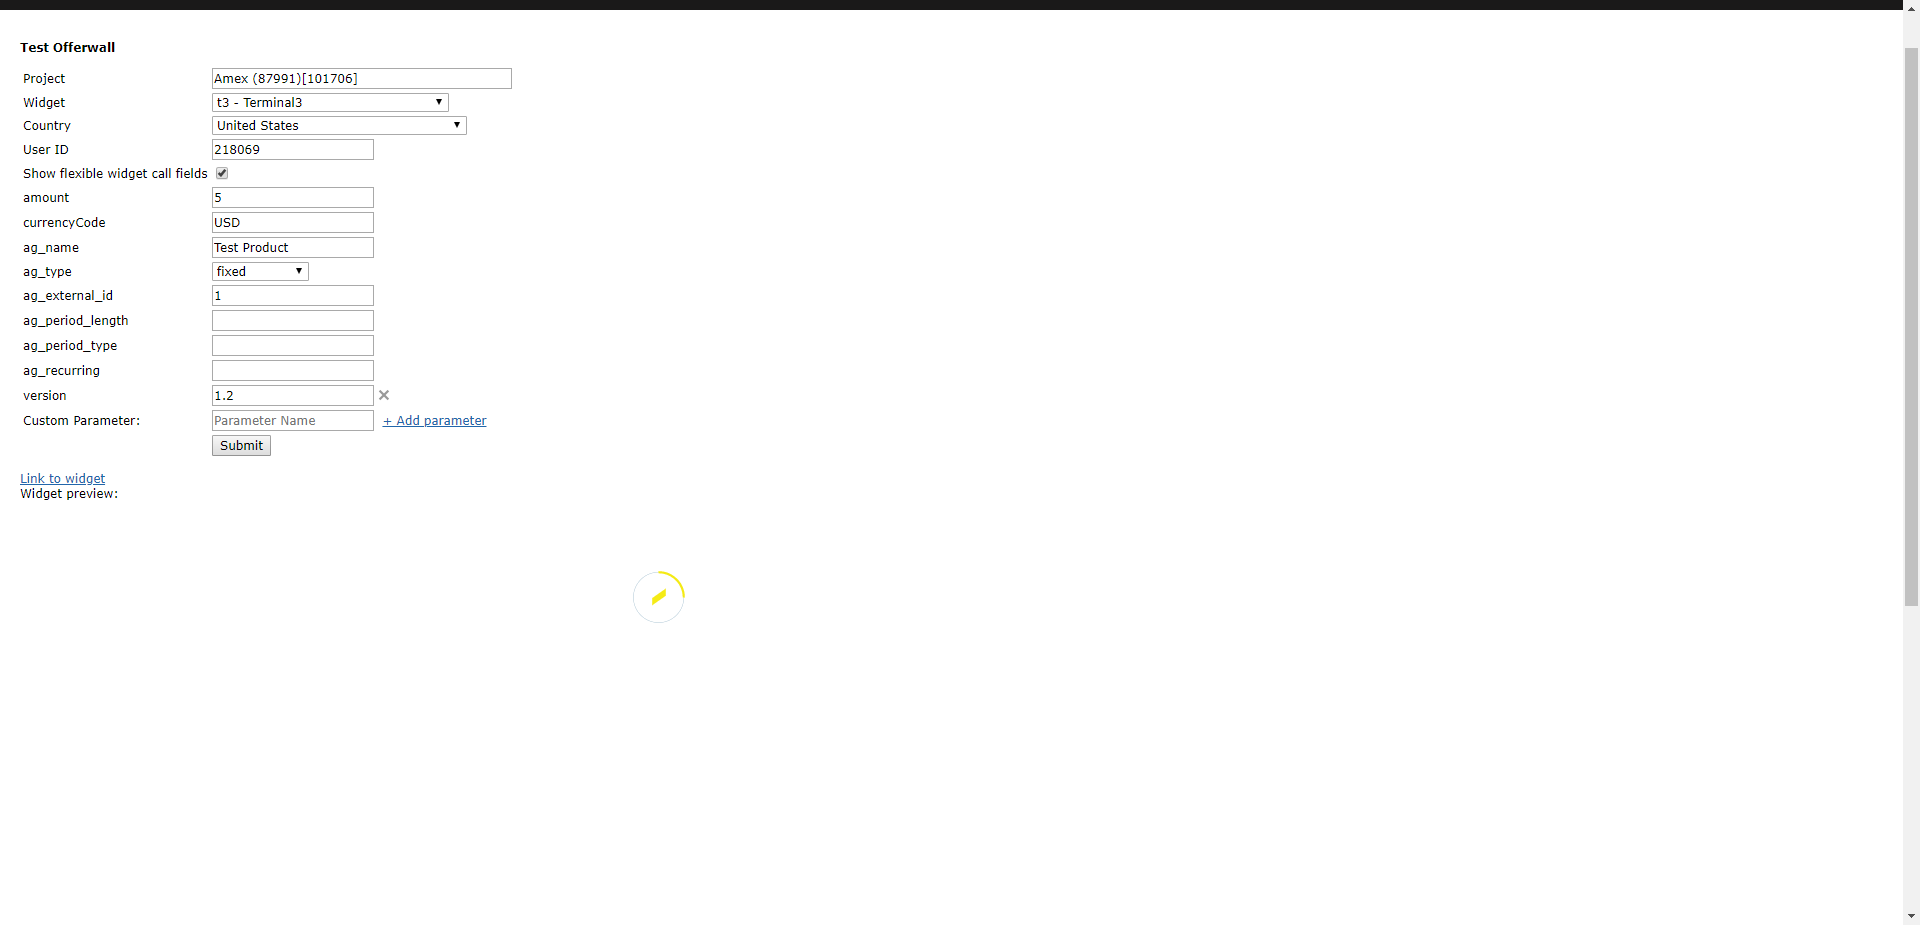 Test Offerwall
Project Amex (87991)[101706]
Widget t3 - Terminal3
Country United States
User ID 218069
Show flexible widget call fields
amount 5
currencyCode USD
ag_name Test Product
ag_type fixed
ag_external_id 1
ag_period_length
ag_period_type
ag_recurring
version 1.2
Custom Parameter: Parameter Name + Add parameter
Submit
Link to widget
Widget preview: